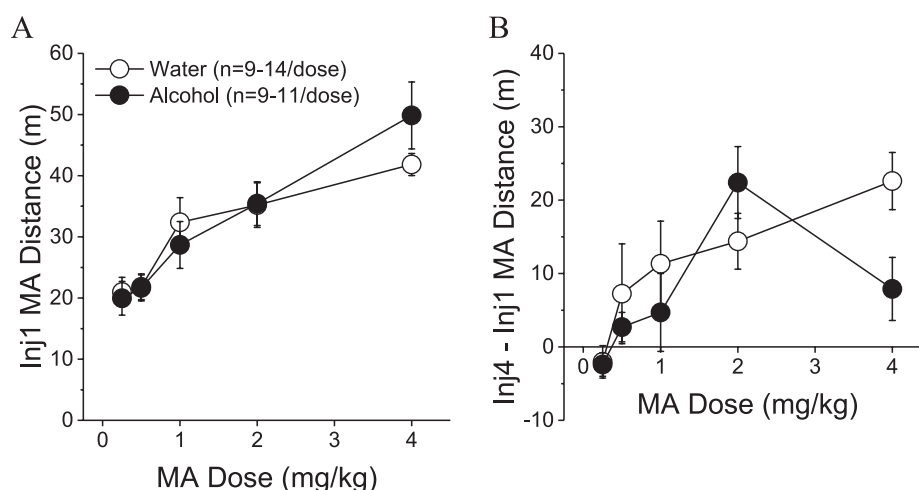 A
Inj1 MA Distance (m)
60
50
40
30
20
10
0
Water (n=9-14/dose)
Alcohol (n=9-11/dose)
0 1 2 3 4
MA Dose (mg/kg)
B
Inj4 - Inj1 MA Distance (m)
40
30
20
10
0
-10
0 1 2 3 4
MA Dose (mg/kg)